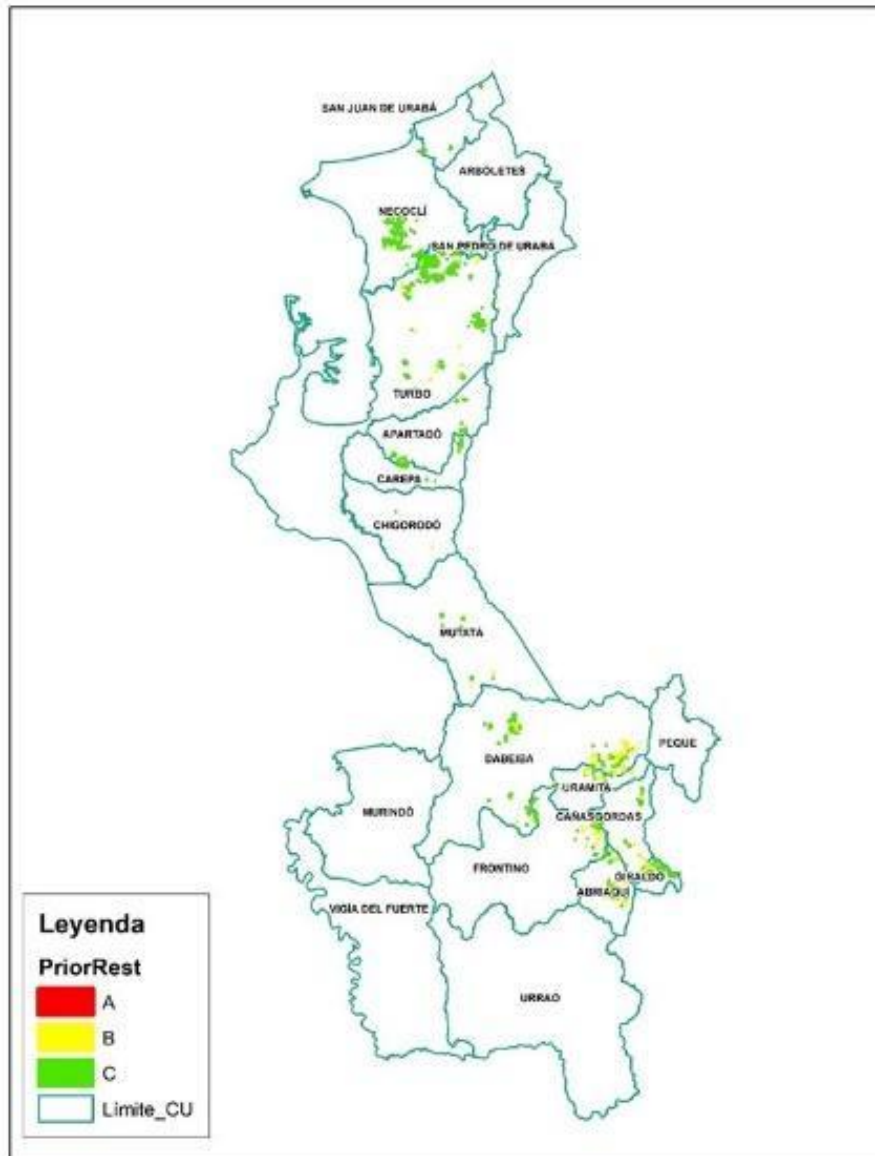 SAN JUAN DE URABÁ
ARBOLETES
NECOCLÍ
SAN PEDRO DE URABÁ
TURBO
APARTADÓ
CAREPA
CHIGORODÓ
MUTATÁ
DABEIBA
PEQUE
URAMITA
MURINDÓ
CAÑASGORDAS
FRONTINO
GIRALDO
ABRIAQUÍ
VIGÍA DEL FUERTE
URRAO
Leyenda
PriorRest
A
B
C
Límite_CU